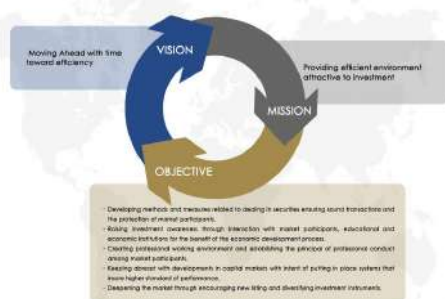 VISION
Moving Ahead with time
toward efficiency
Providing efficient environment
attractive to investment
MISSION
OBJECTIVE
- Developing methods and measures related to dealing in securities ensuring sound transactions and
the protection of market participants.
- Raising investment awareness through interaction with market participants, educational and
economic institutions for the benefit of the economic development process.
- Creating professional working environment and establishing the principal of professional conduct
among market participants.
- Keeping abreast with developments in capital markets with intent of putting in place systems that
insure higher standard of performance.
- Deepening the market through encouraging new listing and diversifying investment instruments.